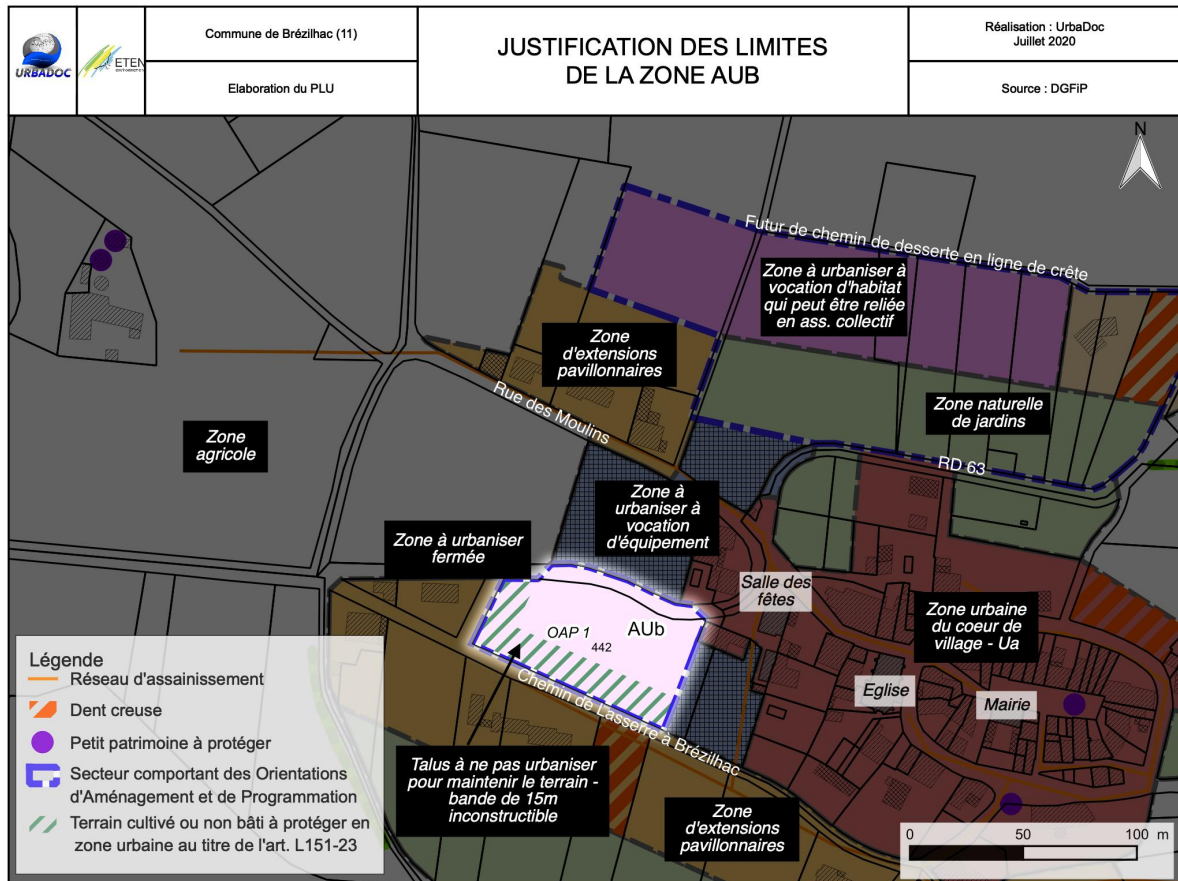 URBADOC
ETEN
Commune de Brézilhac (11)
Elaboration du PLU
JUSTIFICATION DES LIMITES
DE LA ZONE AUB
Réalisation : UrbaDoc
Juillet 2020
Source : DGFiP
N
Futur de chemin de desserte en ligne de crête
Zone à urbaniser à
vocation d'habitat
qui peut être reliée
en ass. collectif
Zone
d'extensions
pavillonnaires
Rue des Moulins
Zone naturelle
de jardins
Zone
agricole
RD 63
Zone à
urbaniser à
vocation
d'équipement
Zone à urbaniser
fermée
Salle des
fêtes
Zone urbaine
du coeur de
village - Ua
OAP 1
AUb
442
Eglise
Mairie
Chemin de Lasserre à Brézilhac
Talus à ne pas urbaniser
pour maintenir le terrain -
bande de 15m
inconstructible
Zone
d'extensions
pavillonnaires
Légende
Réseau d'assainissement
Dent creuse
Petit patrimoine à protéger
Secteur comportant des Orientations
d'Aménagement et de Programmation
Terrain cultivé ou non bâti à protéger en
zone urbaine au titre de l'art. L151-23
0 50 100 m